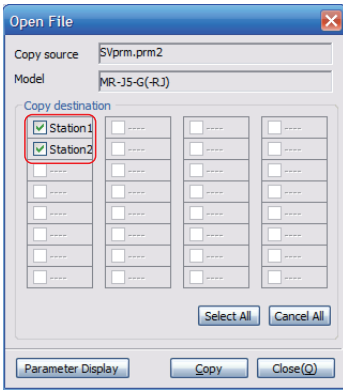 Open File
Copy source SVprm.prm2
Model MR-J5-G(-RJ)
Copy destination
Station1 ---- ---- ----
Station2 ---- ---- ----
---- ---- ---- ----
---- ---- ---- ----
---- ---- ---- ----
---- ---- ---- ----
---- ---- ---- ----
---- ---- ---- ----
Select All Cancel All
Parameter Display Copy Close(Q)